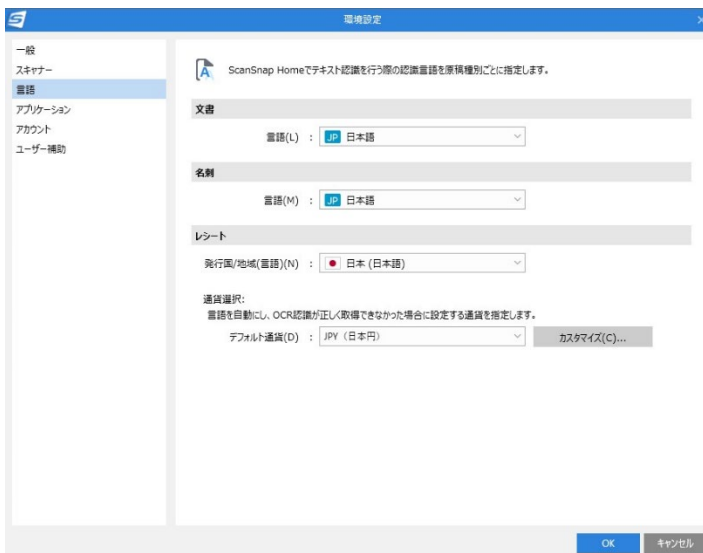 環境設定
一般
スキャナー
言語
アプリケーション
アカウント
ユーザー補助
ScanSnap Homeでテキスト認識を行う際の認識言語を原稿種別ごとに指定します。
文書
言語(L) : JP 日本語
名刺
言語(M) : JP 日本語
レシート
発行国/地域(言語)(N) : 日本 (日本語)
通貨選択:
言語を自動にし、OCR認識が正しく取得できなかった場合に設定する通貨を指定します。
デフォルト通貨(D) : JPY (日本円) カスタマイズ(C)...
OK キャンセル